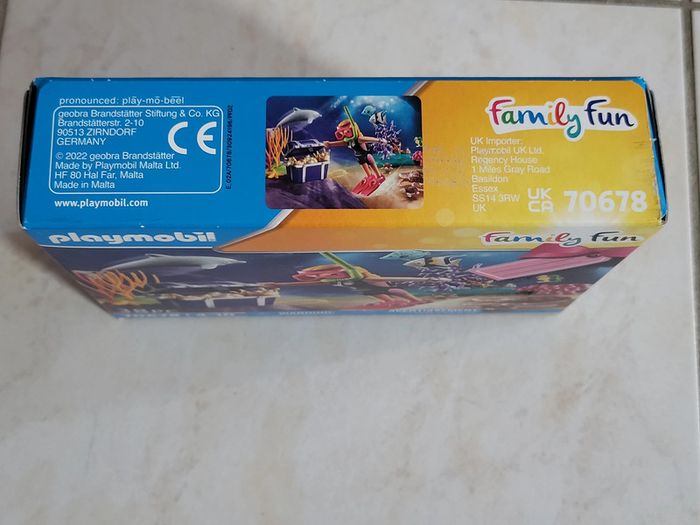 pronounced: plāy-mō-bēēl
geobra Brandstätter Stiftung & Co. KG
Brandstätterstr. 2-10
90513 ZIRNDORF
GERMANY
CE
© 2022 geobra Brandstätter
Made by Playmobil Malta Ltd.
HF 80 Hal Far, Malta
Made in Malta
www.playmobil.com
Family Fun
UK Importer:
Playmobil UK Ltd.
Regency House
1 Miles Gray Road
Basildon
Essex
SS14 3RW
UK
UK
CA
70678
playmobil
Family Fun
WARNING